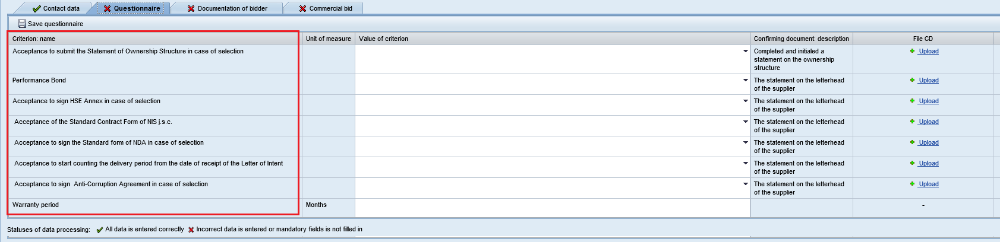 Contact data Questionnaire Documentation of bidder Commercial bid
Save questionnaire
Criterion: name Unit of measure Value of criterion Confirming document: description File CD
Acceptance to submit the Statement of Ownership Structure in case of selection Completed and initialed a Upload
statement on the ownership
structure
Performance Bond The statement on the letterhead Upload
of the supplier
Acceptance to sign HSE Annex in case of selection The statement on the letterhead Upload
of the supplier
Acceptance of the Standard Contract Form of NIS j.s.c. The statement on the letterhead Upload
of the supplier
Acceptance to sign the Standard form of NDA in case of selection The statement on the letterhead Upload
of the supplier
Acceptance to start counting the delivery period from the date of receipt of the Letter of Intent The statement on the letterhead Upload
of the supplier
Acceptance to sign  Anti-Corruption Agreement in case of selection The statement on the letterhead Upload
of the supplier
Warranty period Months -
Statuses of data processing: All data is entered correctly Incorrect data is entered or mandatory fields is not filled in